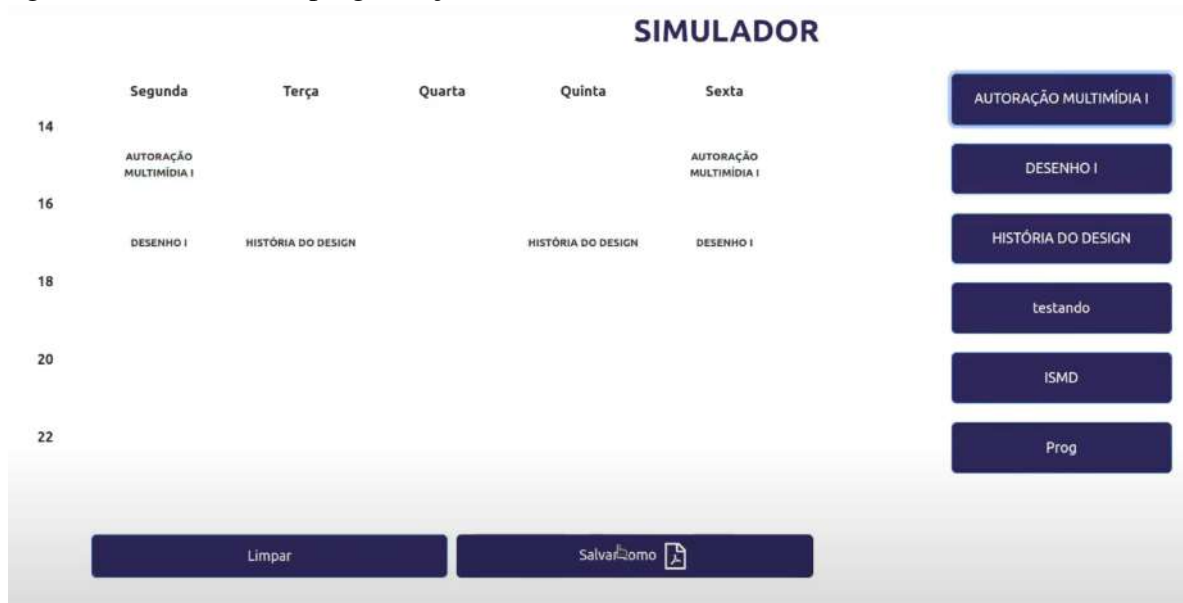 SIMULADOR
Segunda Terça Quarta Quinta Sexta
AUTORAÇÃO MULTIMÍDIA I
14
AUTORAÇÃO AUTORAÇÃO
MULTIMÍDIA I MULTIMÍDIA I
DESENHO I
16
DESENHO I HISTÓRIA DO DESIGN HISTÓRIA DO DESIGN DESENHO I
HISTÓRIA DO DESIGN
18
testando
20
ISMD
22
Prog
Limpar
Salvar como